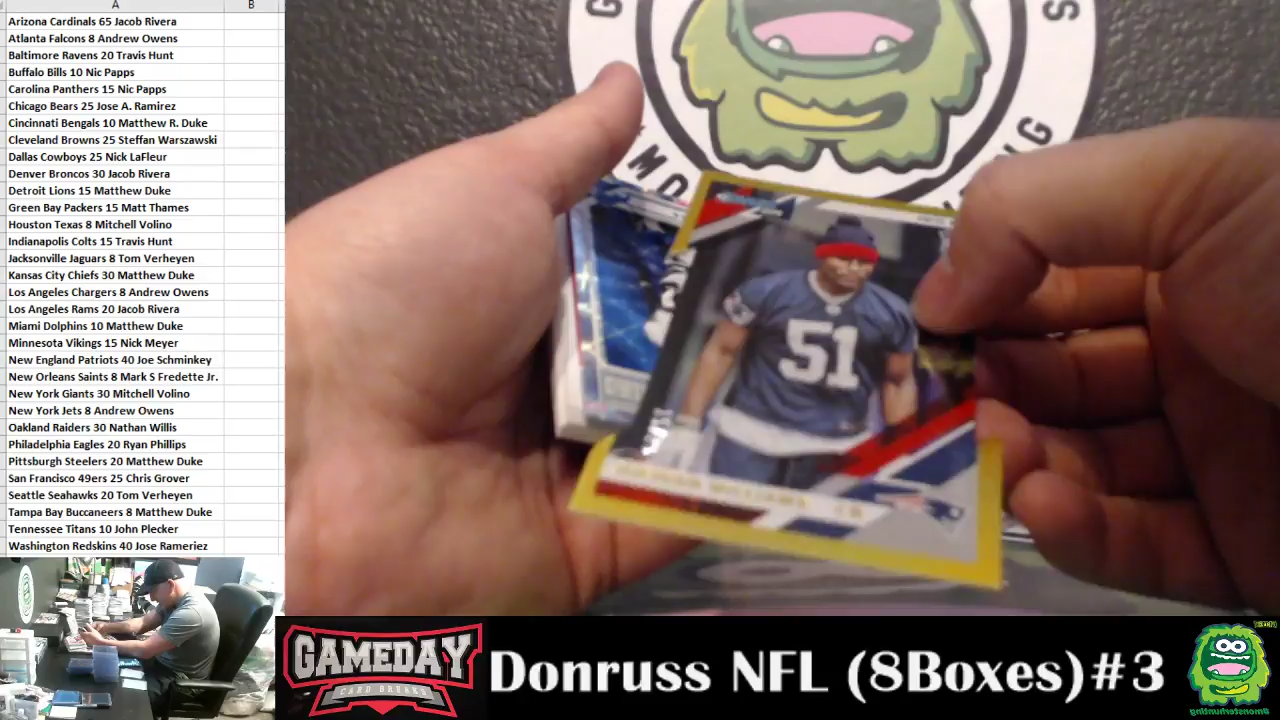 A
B
Arizona Cardinals 65 Jacob Rivera
Atlanta Falcons 8 Andrew Owens
Baltimore Ravens 20 Travis Hunt
Buffalo Bills 10 Nic Papps
Carolina Panthers 15 Nic Papps
Chicago Bears 25 Jose A. Ramirez
Cincinnati Bengals 10 Matthew R. Duke
Cleveland Browns 25 Steffan Warszawski
Dallas Cowboys 25 Nick LaFleur
Denver Broncos 30 Jacob Rivera
Detroit Lions 15 Matthew Duke
Green Bay Packers 15 Matt Thames
Houston Texas 8 Mitchell Volino
Indianapolis Colts 15 Travis Hunt
Jacksonville Jaguars 8 Tom Verheyen
Kansas City Chiefs 30 Matthew Duke
Los Angeles Chargers 8 Andrew Owens
Los Angeles Rams 20 Jacob Rivera
Miami Dolphins 10 Matthew Duke
Minnesota Vikings 15 Nick Meyer
New England Patriots 40 Joe Schminkey
New Orleans Saints 8 Mark S Fredette Jr.
New York Giants 30 Mitchell Volino
New York Jets 8 Andrew Owens
Oakland Raiders 30 Nathan Willis
Philadelphia Eagles 20 Ryan Phillips
Pittsburgh Steelers 20 Matthew Duke
San Francisco 49ers 25 Chris Grover
Seattle Seahawks 20 Tom Verheyen
Tampa Bay Buccaneers 8 Matthew Duke
Tennessee Titans 10 John Plecker
Washington Redskins 40 Jose Rameriez
51
WILLIAMS
GAMEDAY
CARD BREAKS
Donruss NFL (8Boxes)#3
#monsterhunting